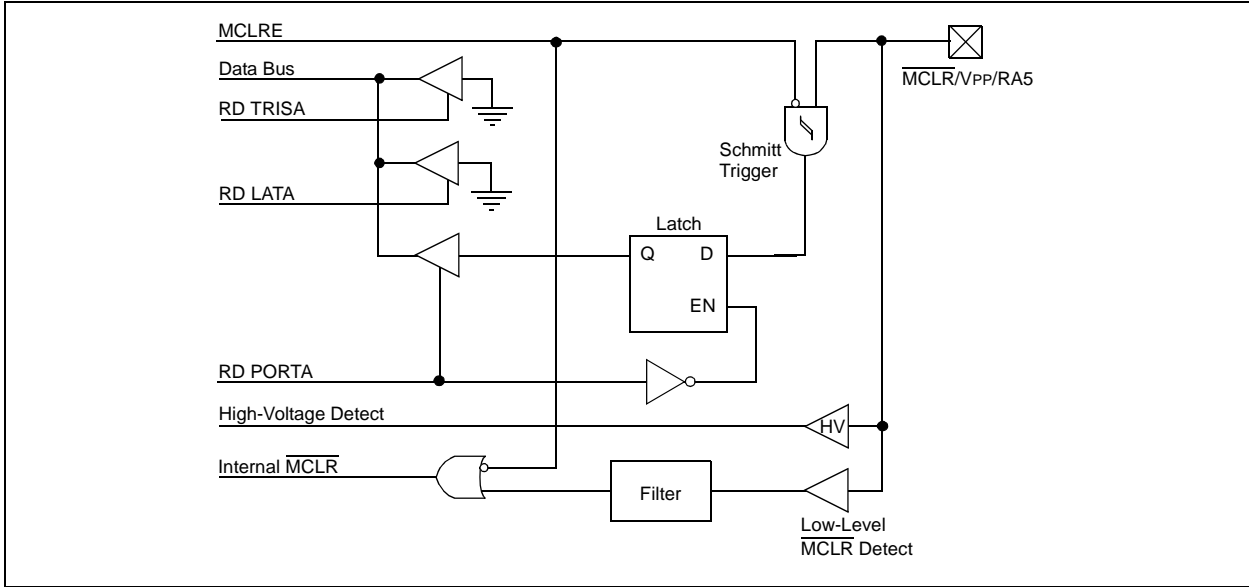 MCLRE
Data Bus
MCLR/VPP/RA5
RD TRISA
Schmitt
Trigger
RD LATA
Latch
Q D
EN
RD PORTA
High-Voltage Detect
HV
Internal MCLR
Filter
Low-Level
MCLR Detect